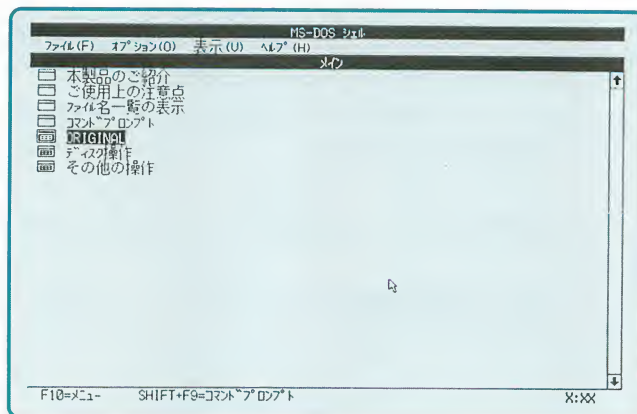 MS-DOS ｼｪﾙ
ﾌｧｲﾙ(F) ｵﾌﾟｼｮﾝ(O) 表示(U) ﾍﾙﾌﾟ(H)
ﾒｲﾝ
本製品のご紹介
ご使用上の注意点
ﾌｧｲﾙ名一覧の表示
ｺﾏﾝﾄﾞﾌﾟﾛﾝﾌﾟﾄ
ORIGINAL
ﾃﾞｨｽｸ操作
その他の操作
F10=ﾒﾆｭｰ SHIFT+F9=ｺﾏﾝﾄﾞﾌﾟﾛﾝﾌﾟﾄ X:XX